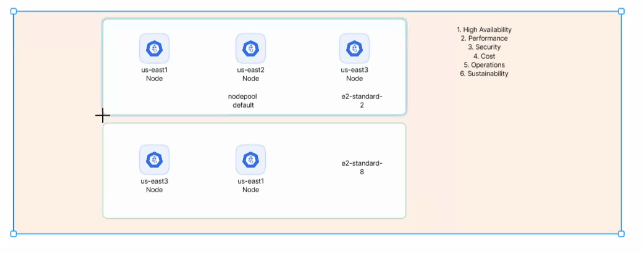 us-east1
Node
us-east2
Node
us-east3
Node
nodepool
default
e2-standard-
2
us-east3
Node
us-east1
Node
e2-standard-
8
1. High Availability
2. Performance
3. Security
4. Cost
5. Operations
6. Sustainability